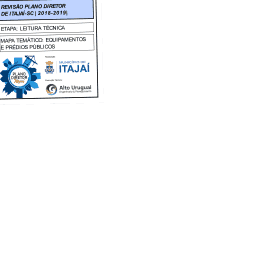 REVISÃO PLANO DIRETOR
DE ITAJAÍ-SC | 2018-2019|
ETAPA: LEITURA TÉCNICA
MAPA TEMÁTICO: EQUIPAMENTOS
E PRÉDIOS PÚBLICOS
PLANO
DIRETOR
MUNICÍPIO DE
ITAJAÍ
Alto Uruguai